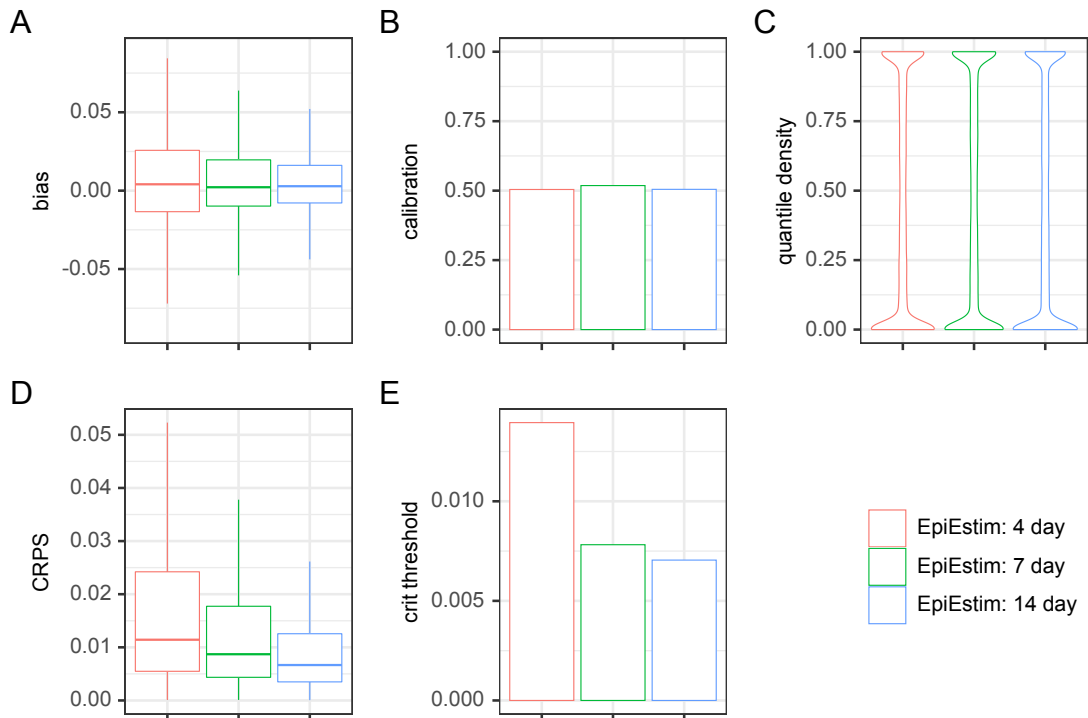 A
bias
0.05
0.00
-0.05
B
calibration
1.00
0.75
0.50
0.25
0.00
C
quantile density
1.00
0.75
0.50
0.25
0.00
D
CRPS
0.05
0.04
0.03
0.02
0.01
0.00
E
crit threshold
0.010
0.005
0.000
EpiEstim: 4 day
EpiEstim: 7 day
EpiEstim: 14 day